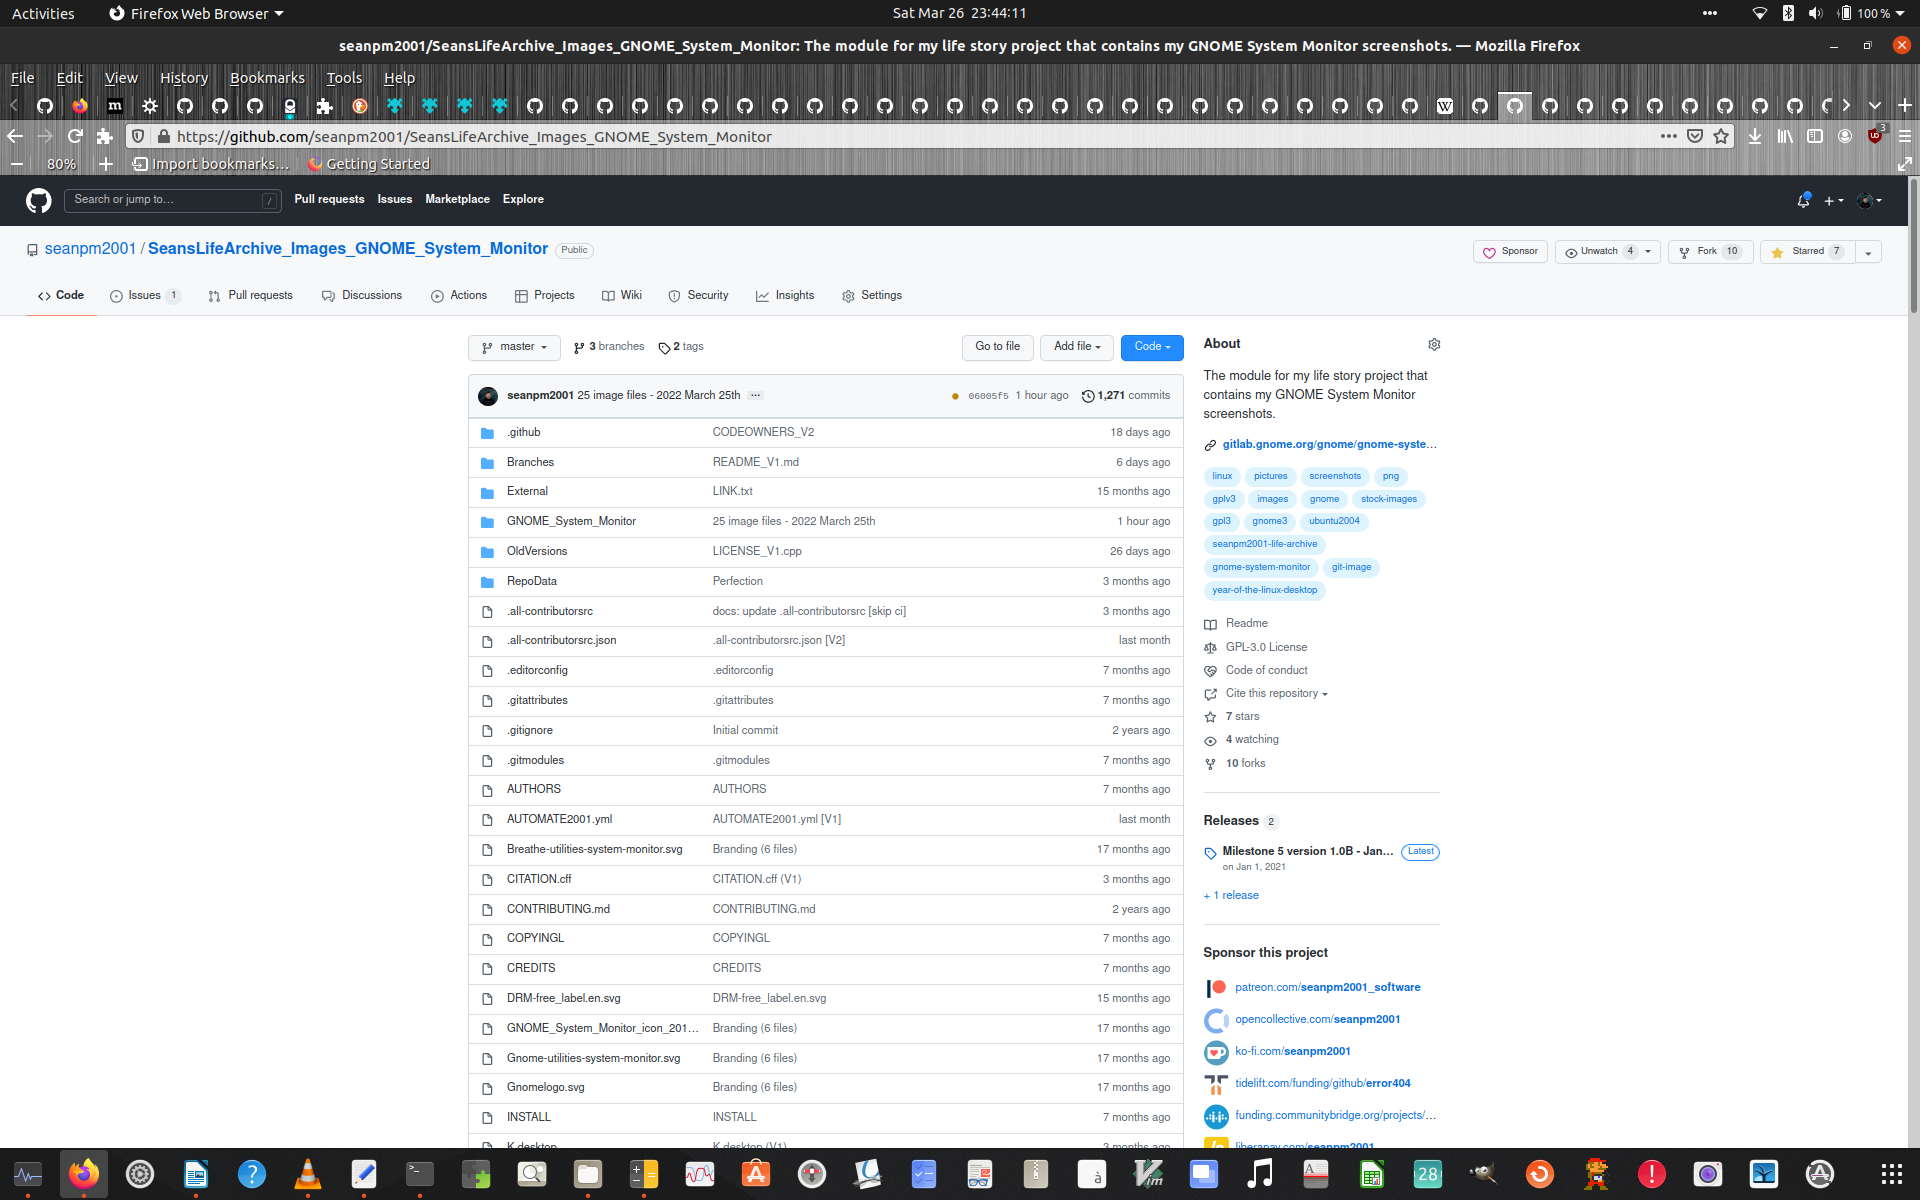 Activities
Firefox Web Browser
Sat Mar 26 23:44:11
100 %
seanpm2001/SeansLifeArchive_Images_GNOME_System_Monitor: The module for my life story project that contains my GNOME System Monitor screenshots. — Mozilla Firefox
File Edit View History Bookmarks Tools Help
https://github.com/seanpm2001/SeansLifeArchive_Images_GNOME_System_Monitor
3
80%
Import bookmarks…
Getting Started
Search or jump to…
/
Pull requests
Issues
Marketplace
Explore
seanpm2001 / SeansLifeArchive_Images_GNOME_System_Monitor
Public
Sponsor
Unwatch 4
Fork 10
Starred 7
Code
Issues 1
Pull requests
Discussions
Actions
Projects
Wiki
Security
Insights
Settings
master
3 branches
2 tags
Go to file
Add file
Code
seanpm2001 25 image files - 2022 March 25th ...
06005f5 1 hour ago
1,271 commits
.github CODEOWNERS_V2 18 days ago
Branches README_V1.md 6 days ago
External LINK.txt 15 months ago
GNOME_System_Monitor 25 image files - 2022 March 25th 1 hour ago
OldVersions LICENSE_V1.cpp 26 days ago
RepoData Perfection 3 months ago
.all-contributorsrc docs: update .all-contributorsrc [skip ci] 3 months ago
.all-contributorsrc.json .all-contributorsrc.json [V2] last month
.editorconfig .editorconfig 7 months ago
.gitattributes .gitattributes 7 months ago
.gitignore Initial commit 2 years ago
.gitmodules .gitmodules 7 months ago
AUTHORS AUTHORS 7 months ago
AUTOMATE2001.yml AUTOMATE2001.yml [V1] last month
Breathe-utilities-system-monitor.svg Branding (6 files) 17 months ago
CITATION.cff CITATION.cff (V1) 3 months ago
CONTRIBUTING.md CONTRIBUTING.md 2 years ago
COPYINGL COPYINGL 7 months ago
CREDITS CREDITS 7 months ago
DRM-free_label.en.svg DRM-free_label.en.svg 15 months ago
GNOME_System_Monitor_icon_201… Branding (6 files) 17 months ago
Gnome-utilities-system-monitor.svg Branding (6 files) 17 months ago
Gnomelogo.svg Branding (6 files) 17 months ago
INSTALL INSTALL 7 months ago
K.desktop K.desktop (V1) 3 months ago
About
The module for my life story project that
contains my GNOME System Monitor
screenshots.
gitlab.gnome.org/gnome/gnome-syste…
linux pictures screenshots png
gplv3 images gnome stock-images
gpl3 gnome3 ubuntu2004
seanpm2001-life-archive
gnome-system-monitor git-image
year-of-the-linux-desktop
Readme
GPL-3.0 License
Code of conduct
Cite this repository
7 stars
4 watching
10 forks
Releases 2
Milestone 5 version 1.0B - Jan… Latest
on Jan 1, 2021
+ 1 release
Sponsor this project
patreon.com/seanpm2001_software
opencollective.com/seanpm2001
ko-fi.com/seanpm2001
tidelift.com/funding/github/error404
funding.communitybridge.org/projects/…
liberapay.com/seanpm2001
28